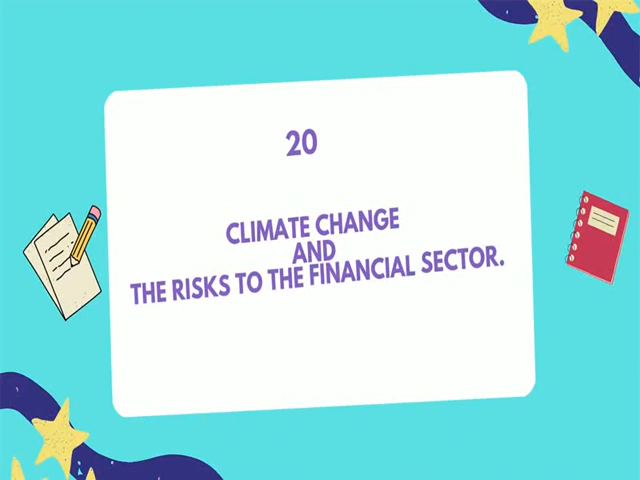 20
CLIMATE CHANGE
AND
THE RISKS TO THE FINANCIAL SECTOR.